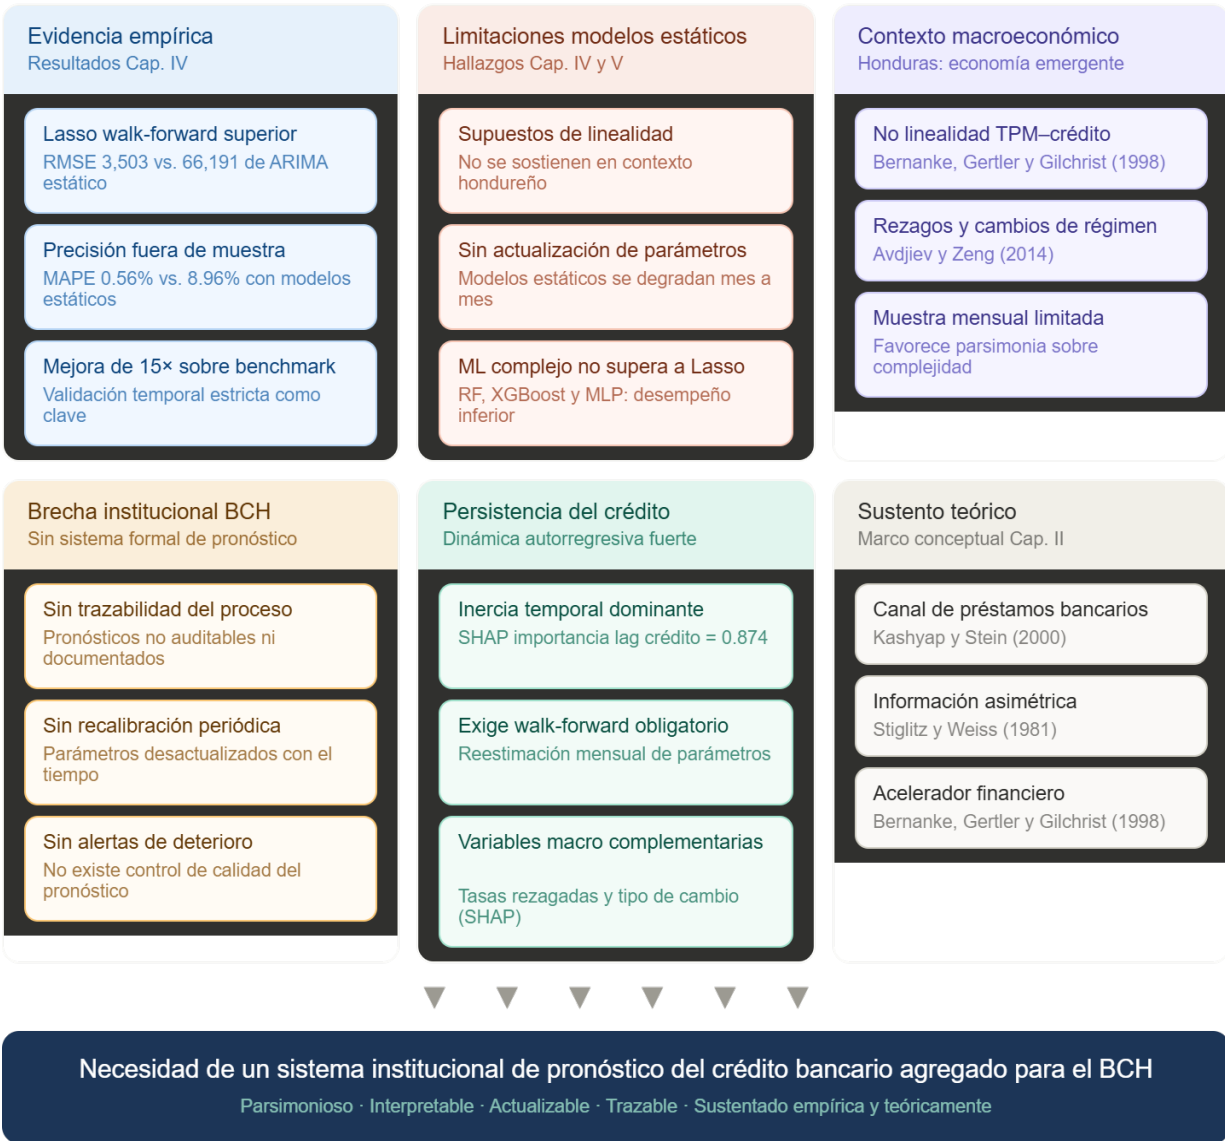 Evidencia empírica
Resultados Cap. IV
Lasso walk-forward superior
RMSE 3,503 vs. 66,191 de ARIMA
estático
Precisión fuera de muestra
MAPE 0.56% vs. 8.96% con modelos
estáticos
Mejora de 15× sobre benchmark
Validación temporal estricta como
clave
Limitaciones modelos estáticos
Hallazgos Cap. IV y V
Supuestos de linealidad
No se sostienen en contexto
hondureño
Sin actualización de parámetros
Modelos estáticos se degradan mes a
mes
ML complejo no supera a Lasso
RF, XGBoost y MLP: desempeño
inferior
Contexto macroeconómico
Honduras: economía emergente
No linealidad TPM–crédito
Bernanke, Gertler y Gilchrist (1998)
Rezagos y cambios de régimen
Avdjiev y Zeng (2014)
Muestra mensual limitada
Favorece parsimonia sobre
complejidad
Brecha institucional BCH
Sin sistema formal de pronóstico
Sin trazabilidad del proceso
Pronósticos no auditables ni
documentados
Sin recalibración periódica
Parámetros desactualizados con el
tiempo
Sin alertas de deterioro
No existe control de calidad del
pronóstico
Persistencia del crédito
Dinámica autorregresiva fuerte
Inercia temporal dominante
SHAP importancia lag crédito = 0.874
Exige walk-forward obligatorio
Reestimación mensual de parámetros
Variables macro complementarias
Tasas rezagadas y tipo de cambio
(SHAP)
Sustento teórico
Marco conceptual Cap. II
Canal de préstamos bancarios
Kashyap y Stein (2000)
Información asimétrica
Stiglitz y Weiss (1981)
Acelerador financiero
Bernanke, Gertler y Gilchrist (1998)
Necesidad de un sistema institucional de pronóstico del crédito bancario agregado para el BCH
Parsimonioso · Interpretable · Actualizable · Trazable · Sustentado empírica y teóricamente